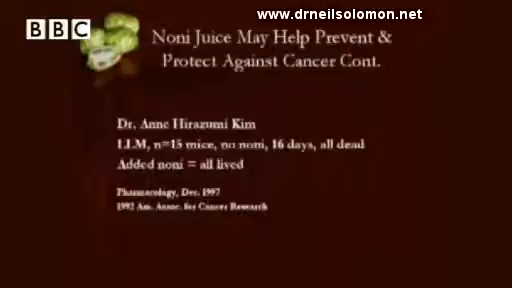 www.drneilsolomon.net
BBC
Noni Juice May Help Prevent &
Protect Against Cancer Cont.
Dr. Anne Hirazumi Kim
LLM, n=15 mice, no noni, 16 days, all dead
Added noni = all lived
Pharmacology, Dec. 1997
1992 Am. Assoc. for Cancer Research